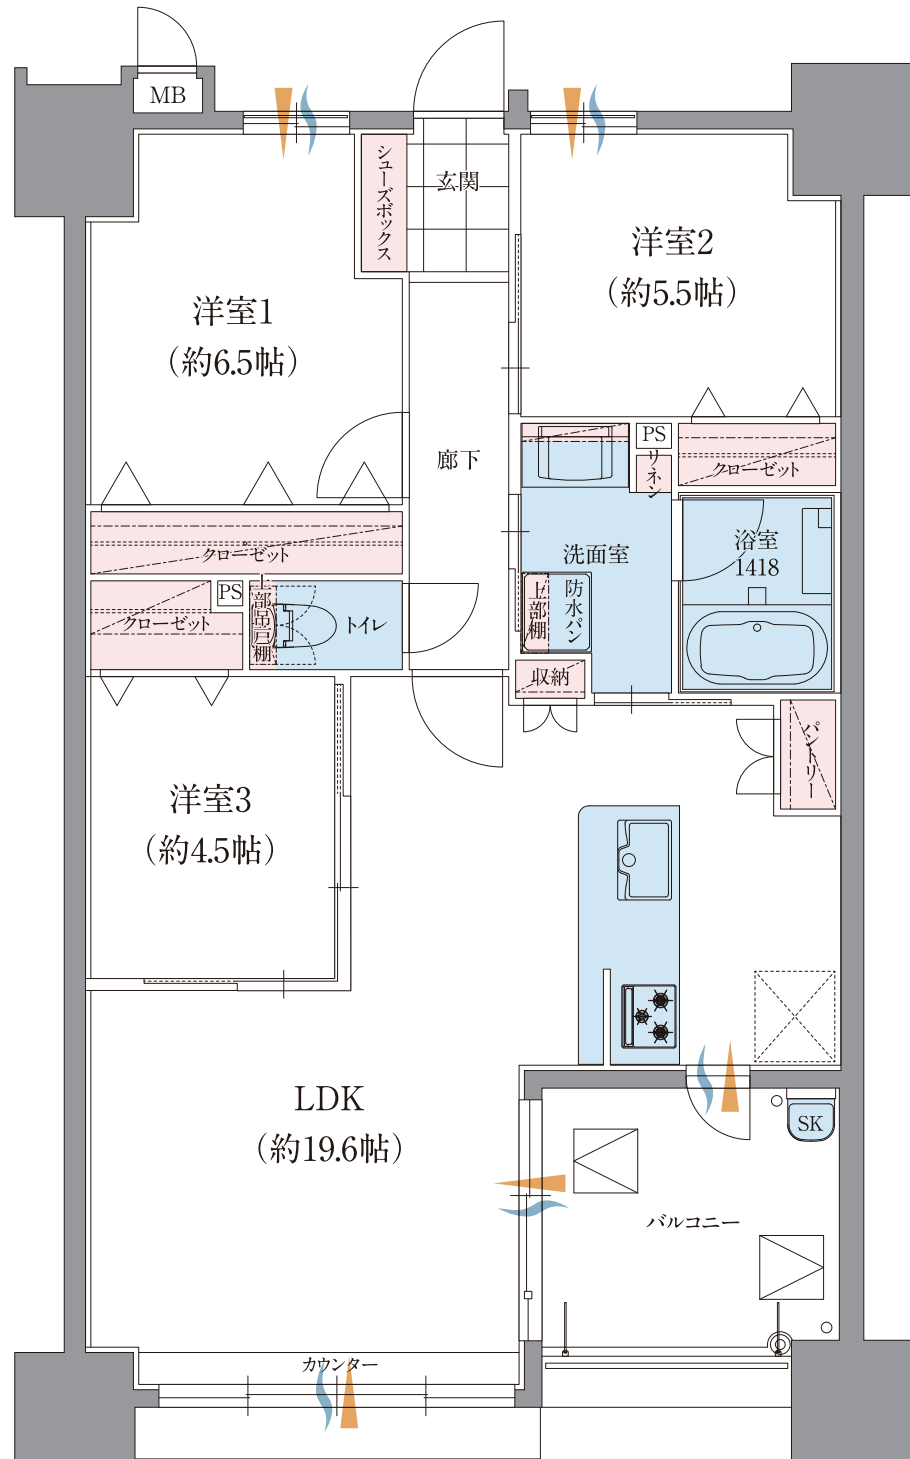 MB
シューズボックス
玄関
洋室2
(約5.5帖)
洋室1
(約6.5帖)
廊下
PS
リネン
クローゼット
洗面室
浴室
1418
クローゼット
PS
クローゼット
上部吊戸棚
トイレ
上部棚
防水パン
収納
パントリー
洋室3
(約4.5帖)
LDK
(約19.6帖)
SK
バルコニー
カウンター